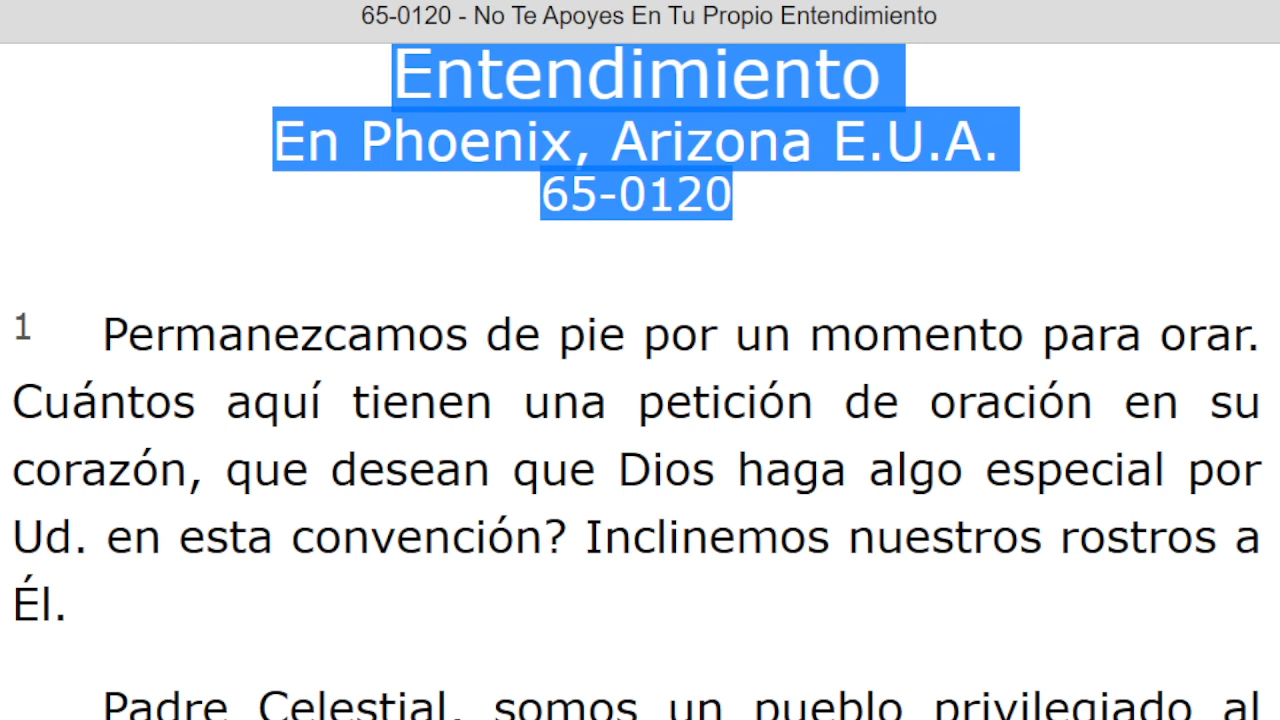 65-0120 - No Te Apoyes En Tu Propio Entendimiento
Entendimiento
En Phoenix, Arizona E.U.A.
65-0120
1 Permanezcamos de pie por un momento para orar.
Cuántos aquí tienen una petición de oración en su
corazón, que desean que Dios haga algo especial por
Ud. en esta convención? Inclinemos nuestros rostros a
Él.
Padre Celestial, somos un pueblo privilegiado al